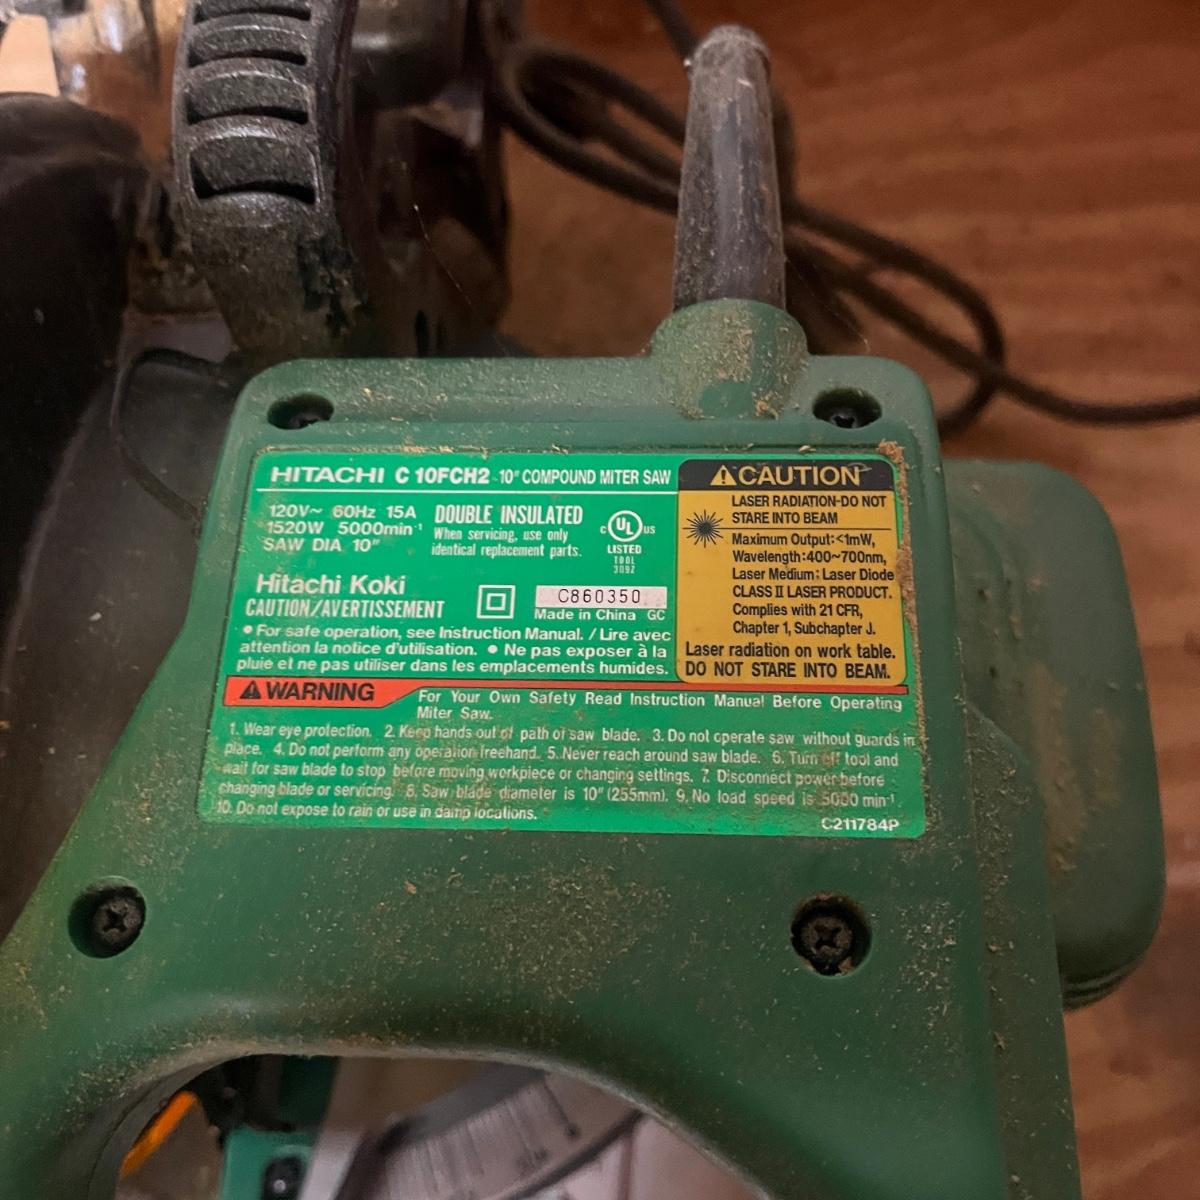 HITACHI C 10FCH2 10" COMPOUND MITER SAW
120V~ 60Hz 15A
1520W 5000min-1
SAW DIA 10"
DOUBLE INSULATED
When servicing, use only
identical replacement parts.
C UL US
LISTED
TOOL
309Z
Hitachi Koki
CAUTION/AVERTISSEMENT
C860350
Made in China GC
• For safe operation, see Instruction Manual. / Lire avec
attention la notice d'utilisation. • Ne pas exposer à la
pluie et ne pas utiliser dans les emplacements humides.
CAUTION
LASER RADIATION-DO NOT
STARE INTO BEAM
Maximum Output:<1mW,
Wavelength:400~700nm,
Laser Medium: Laser Diode
CLASS II LASER PRODUCT.
Complies with 21 CFR,
Chapter 1, Subchapter J.
Laser radiation on work table.
DO NOT STARE INTO BEAM.
WARNING
For Your Own Safety Read Instruction Manual Before Operating
Miter Saw.
1. Wear eye protection. 2. Keep hands out of path of saw blade. 3. Do not operate saw without guards in
place. 4. Do not perform any operation freehand. 5. Never reach around saw blade. 6. Turn off tool and
wait for saw blade to stop before moving workpiece or changing settings. 7. Disconnect power before
changing blade or servicing. 8. Saw blade diameter is 10" (255mm). 9. No load speed is 5000 min-1
10. Do not expose to rain or use in damp locations.
C211784P